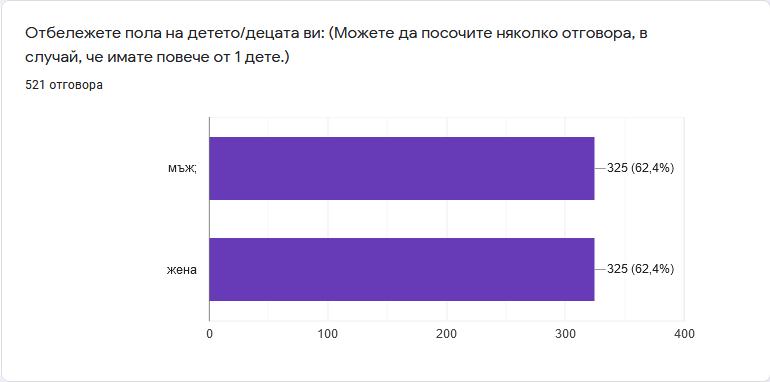 Отбележете пола на детето/децата ви: (Можете да посочите няколко отговора, в
случай, че имате повече от 1 дете.)
521 отговора
мъж;
325 (62,4%)
жена
325 (62,4%)
0
100
200
300
400